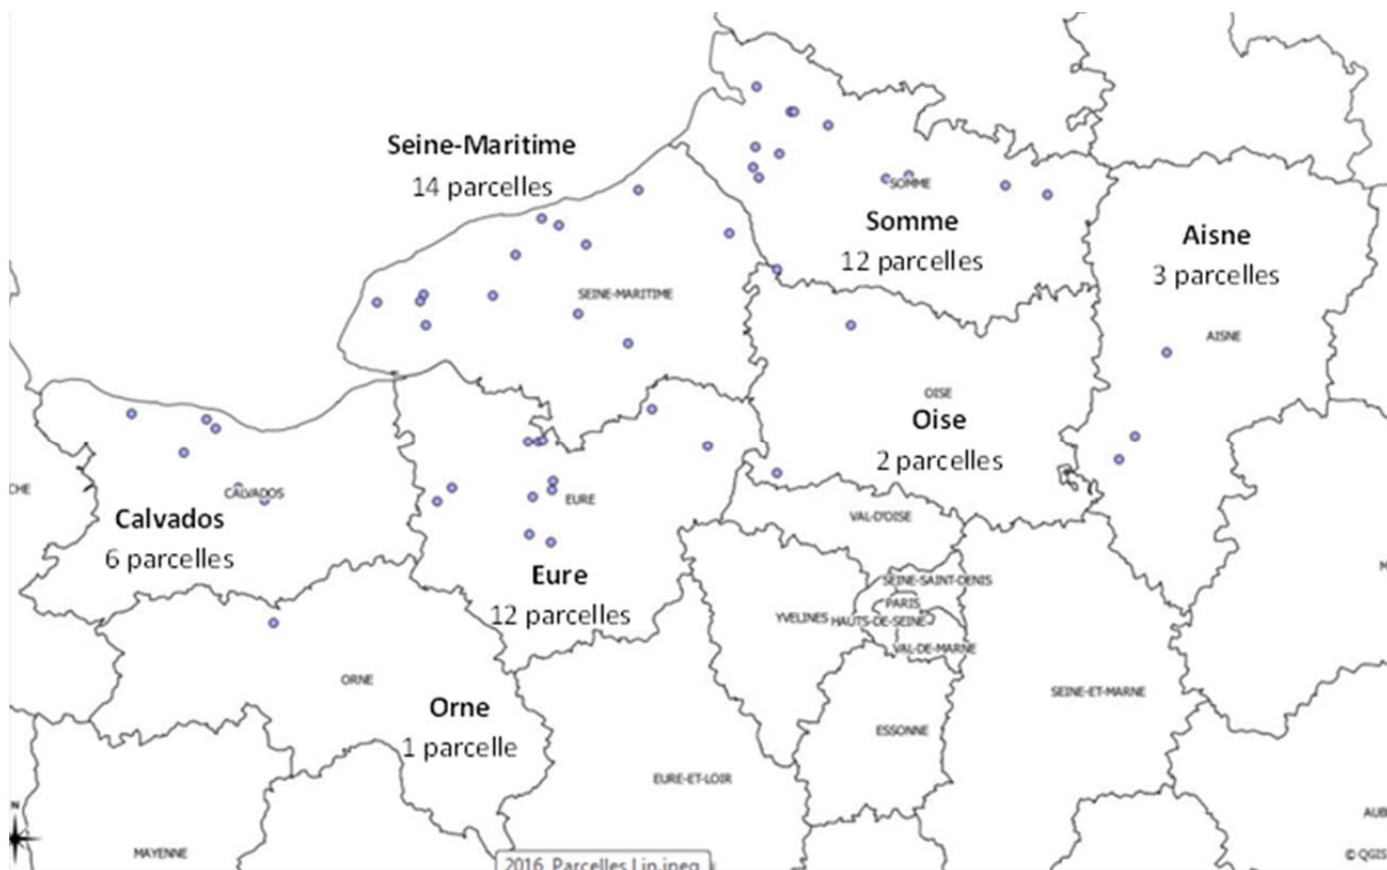 Seine-Maritime
14 parcelles
SOMME
Somme
12 parcelles
Aisne
3 parcelles
SEINE-MARITIME
AISNE
OISE
Oise
2 parcelles
CHE
CALVADOS
Calvados
6 parcelles
EURE
Eure
12 parcelles
VAL-D'OISE
SEINE-SAINT-DENIS
PARIS
YVELINES
HAUTS-DE-SEINE
VAL-DE-MARNE
M
ORNE
Orne
1 parcelle
SEINE-ET-MARNE
ESSONNE
EURE-ET-LOIR
N
AUB
MAYENNE
2016_Parcelles Lin.jpeg
© QGIS